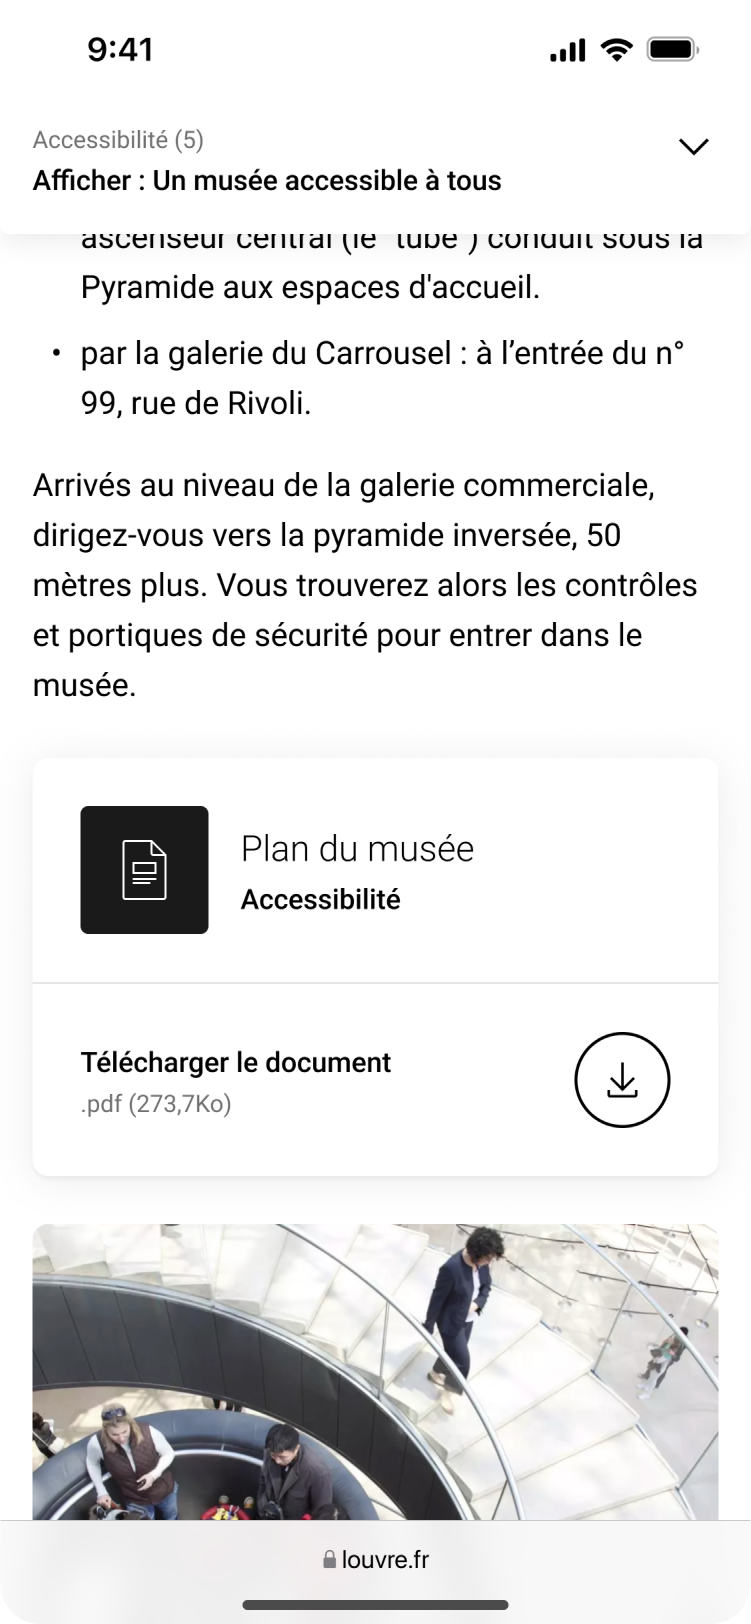 9:41
Accessibilité (5)
Afficher : Un musée accessible à tous
ascenseur central (le "tube") conduit sous la
Pyramide aux espaces d'accueil.
• par la galerie du Carrousel : à l’entrée du n°
99, rue de Rivoli.
Arrivés au niveau de la galerie commerciale,
dirigez-vous vers la pyramide inversée, 50
mètres plus. Vous trouverez alors les contrôles
et portiques de sécurité pour entrer dans le
musée.
Plan du musée
Accessibilité
Télécharger le document
.pdf (273,7Ko)
louvre.fr